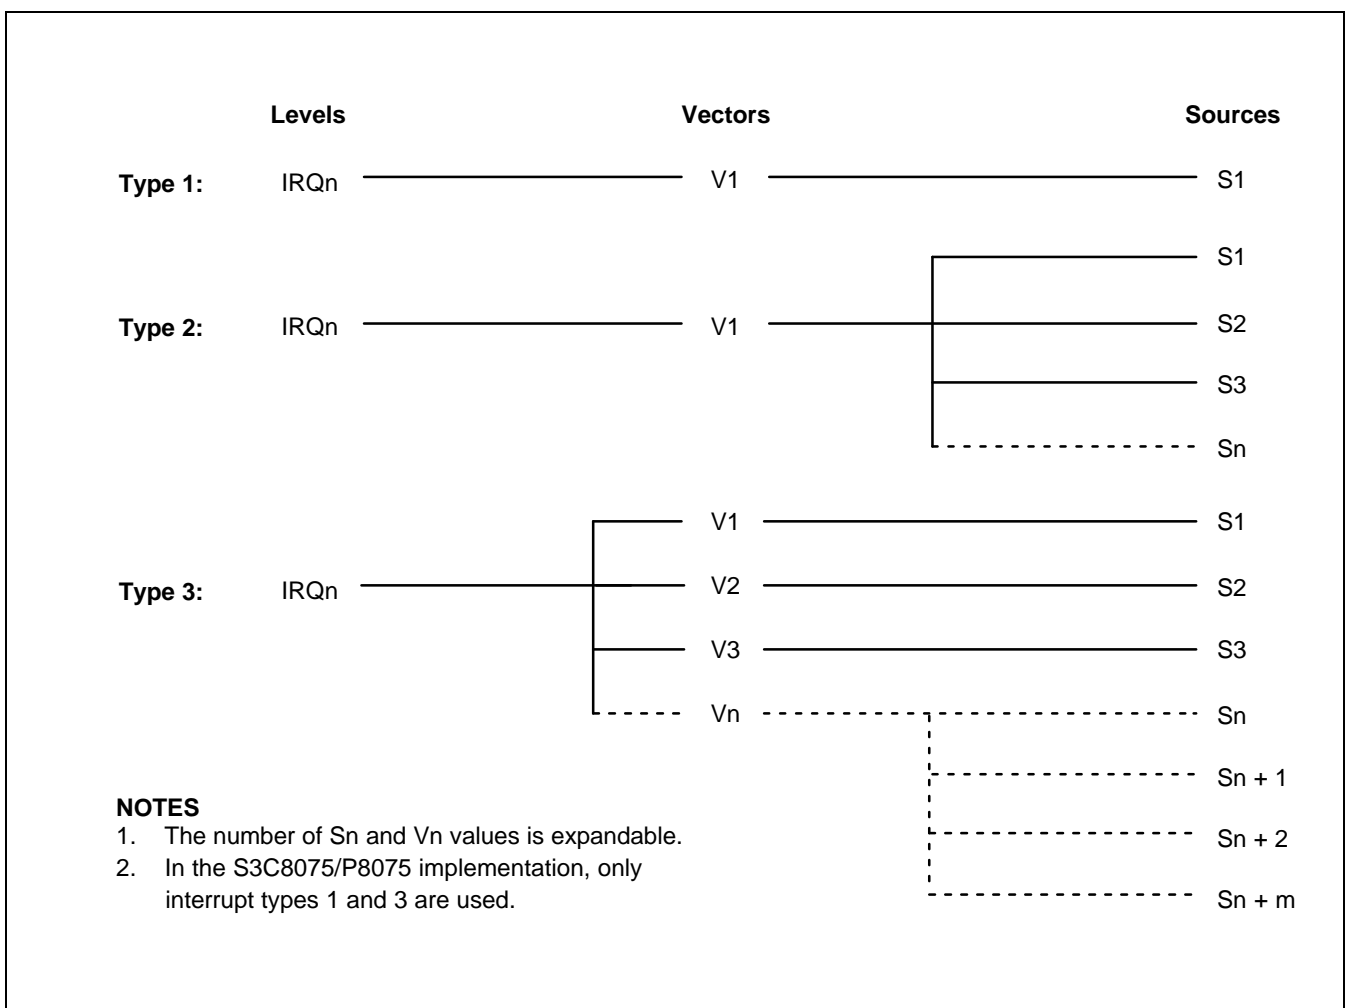 Levels Vectors Sources
Type 1: IRQn V1 S1
S1
Type 2: IRQn V1 S2
S3
Sn
V1 S1
Type 3: IRQn V2 S2
V3 S3
Vn Sn
Sn + 1
NOTES
1. The number of Sn and Vn values is expandable.
Sn + 2
2. In the S3C8075/P8075 implementation, only
interrupt types 1 and 3 are used.
Sn + m